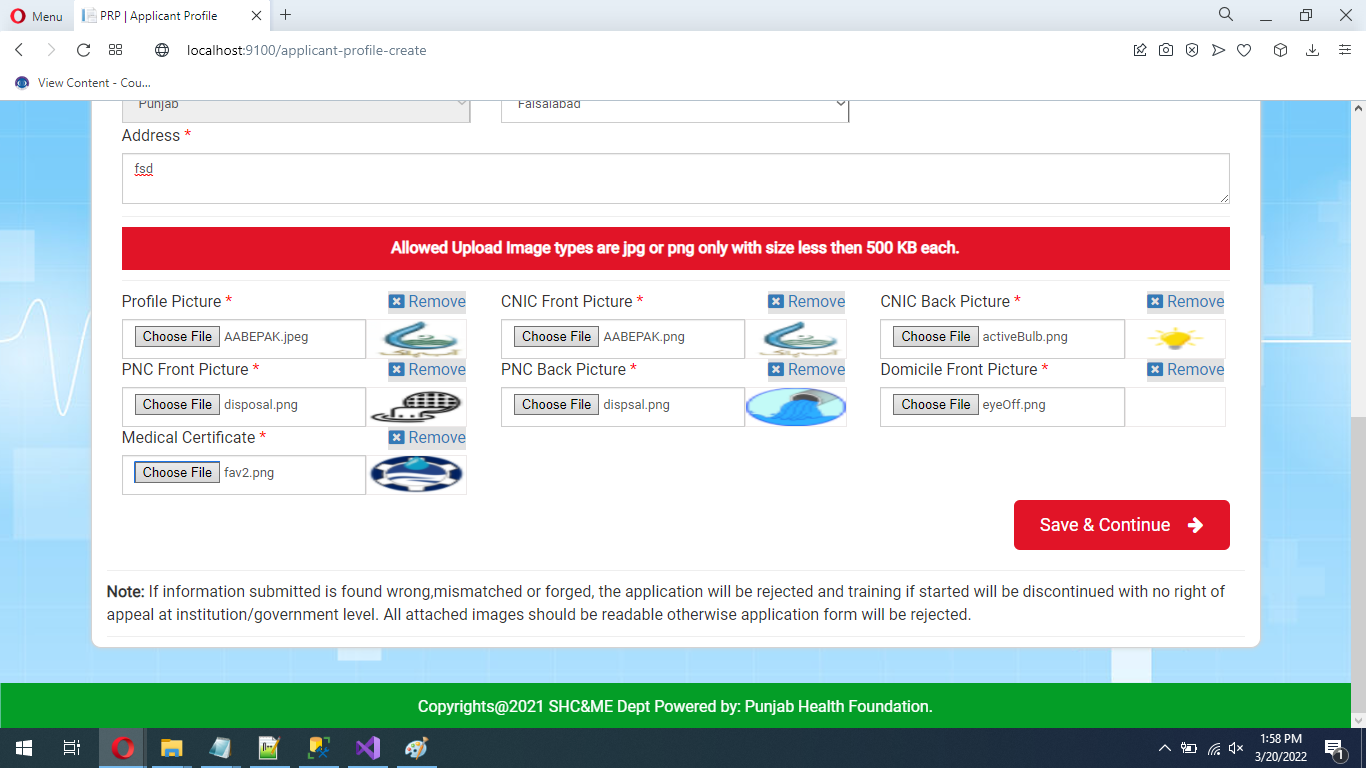 Menu
PRP | Applicant Profile
localhost:9100/applicant-profile-create
View Content - Cou...
Punjab
Faisalabad
Address *
fsd
Allowed Upload Image types are jpg or png only with size less then 500 KB each.
Profile Picture * Remove CNIC Front Picture * Remove CNIC Back Picture * Remove
Choose File AABEPAK.jpeg Choose File AABEPAK.png Choose File activeBulb.png
PNC Front Picture * Remove PNC Back Picture * Remove Domicile Front Picture * Remove
Choose File disposal.png Choose File dispsal.png Choose File eyeOff.png
Medical Certificate * Remove
Choose File fav2.png
Save & Continue
Note: If information submitted is found wrong,mismatched or forged, the application will be rejected and training if started will be discontinued with no right of
appeal at institution/government level. All attached images should be readable otherwise application form will be rejected.
Copyrights@2021 SHC&ME Dept Powered by: Punjab Health Foundation.
1:58 PM
3/20/2022
1